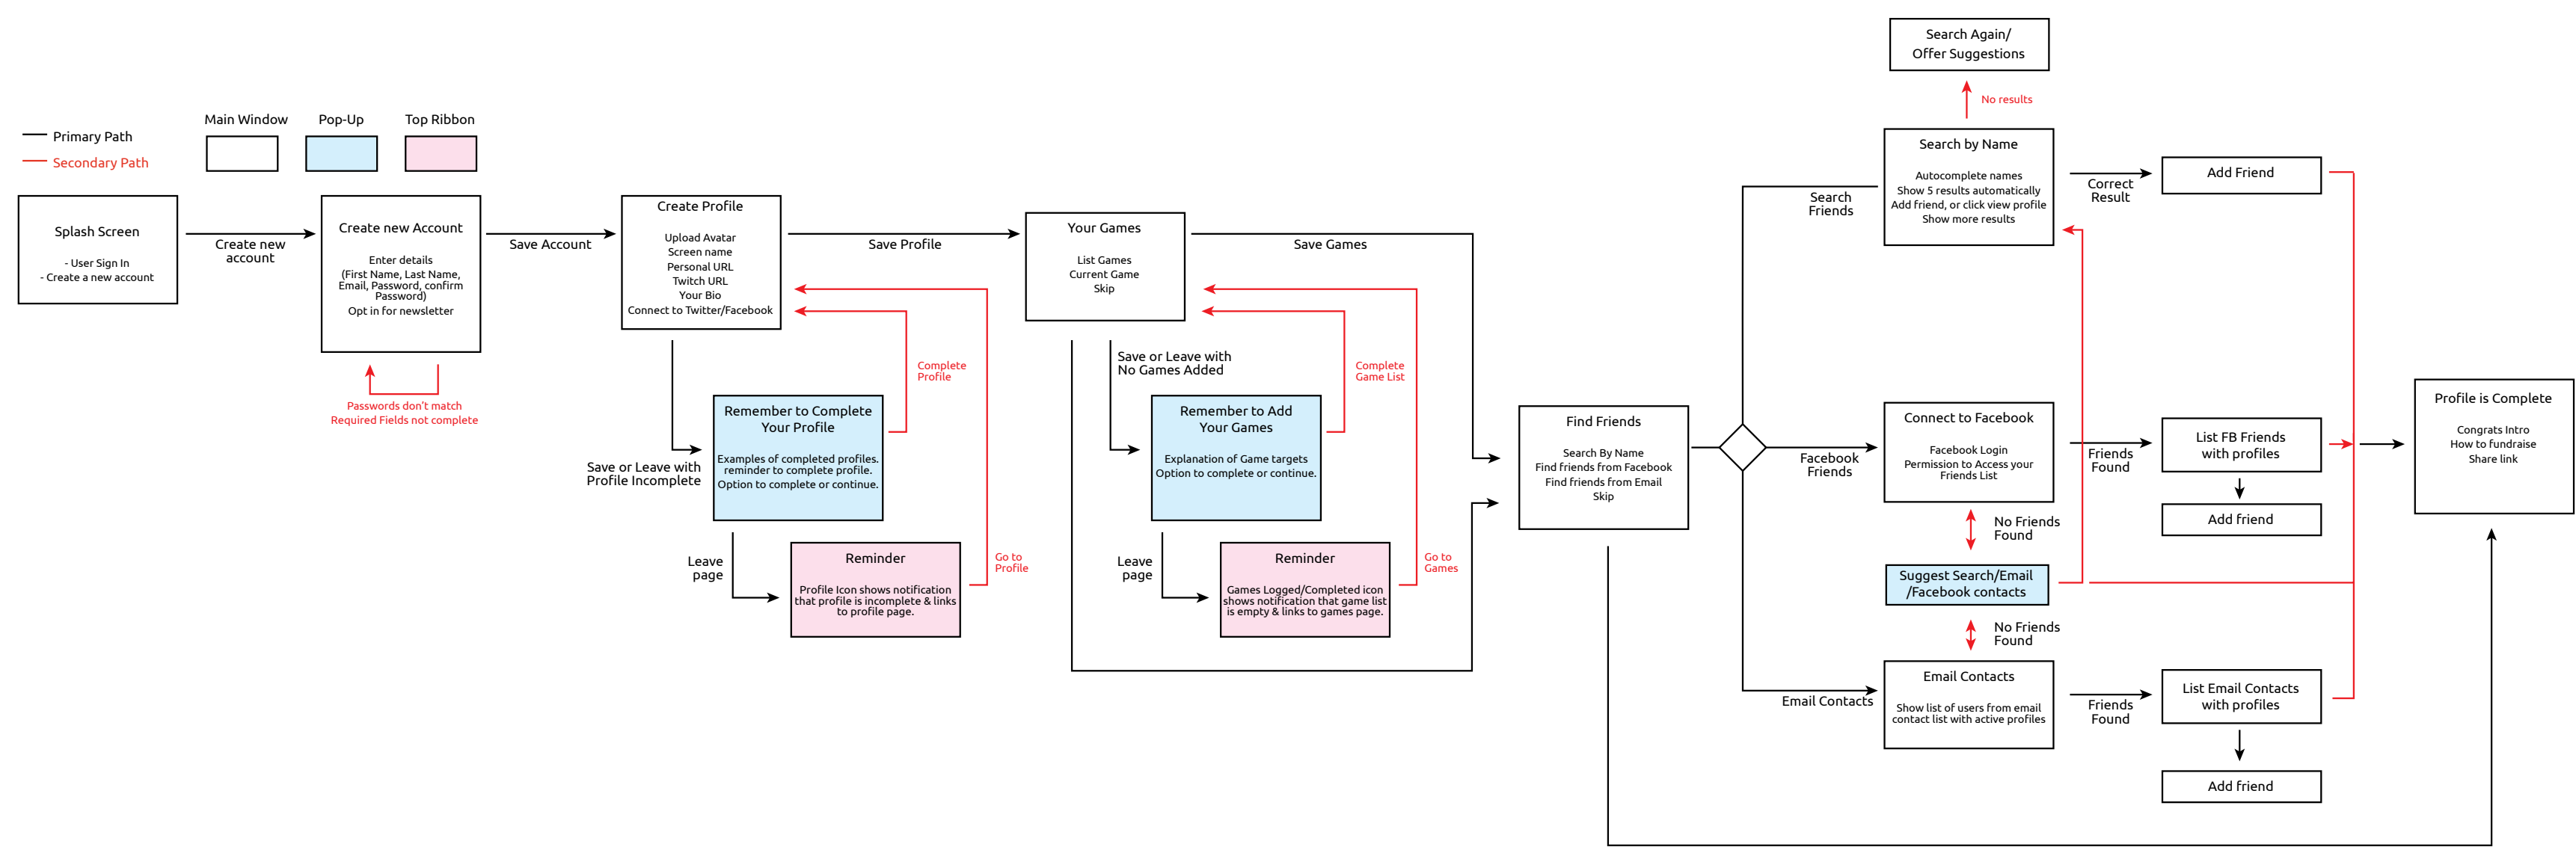 Primary Path
Secondary Path
Main Window
Pop-Up
Top Ribbon
Splash Screen
- User Sign In
- Create a new account
Create new
account
Create new Account
Enter details
(First Name, Last Name,
Email, Password, confirm
Password)
Opt in for newsletter
Passwords don't match
Required Fields not complete
Save Account
Create Profile
Upload Avatar
Screen name
Personal URL
Twitch URL
Your Bio
Connect to Twitter/Facebook
Save Profile
Save or Leave with
Profile Incomplete
Remember to Complete
Your Profile
Examples of completed profiles.
reminder to complete profile.
Option to complete or continue.
Complete
Profile
Leave
page
Reminder
Profile Icon shows notification
that profile is incomplete & links
to profile page.
Go to
Profile
Your Games
List Games
Current Game
Skip
Save Games
Save or Leave with
No Games Added
Remember to Add
Your Games
Explanation of Game targets
Option to complete or continue.
Complete
Game List
Leave
page
Reminder
Games Logged/Completed icon
shows notification that game list
is empty & links to games page.
Go to
Games
Find Friends
Search By Name
Find friends from Facebook
Find friends from Email
Skip
Search
Friends
Facebook
Friends
Email Contacts
Search Again/
Offer Suggestions
No results
Search by Name
Autocomplete names
Show 5 results automatically
Add friend, or click view profile
Show more results
Correct
Result
Add Friend
Connect to Facebook
Facebook Login
Permission to Access your
Friends List
Friends
Found
List FB Friends
with profiles
Add friend
No Friends
Found
Suggest Search/Email
/Facebook contacts
No Friends
Found
Email Contacts
Show list of users from email
contact list with active profiles
Friends
Found
List Email Contacts
with profiles
Add friend
Profile is Complete
Congrats Intro
How to fundraise
Share link